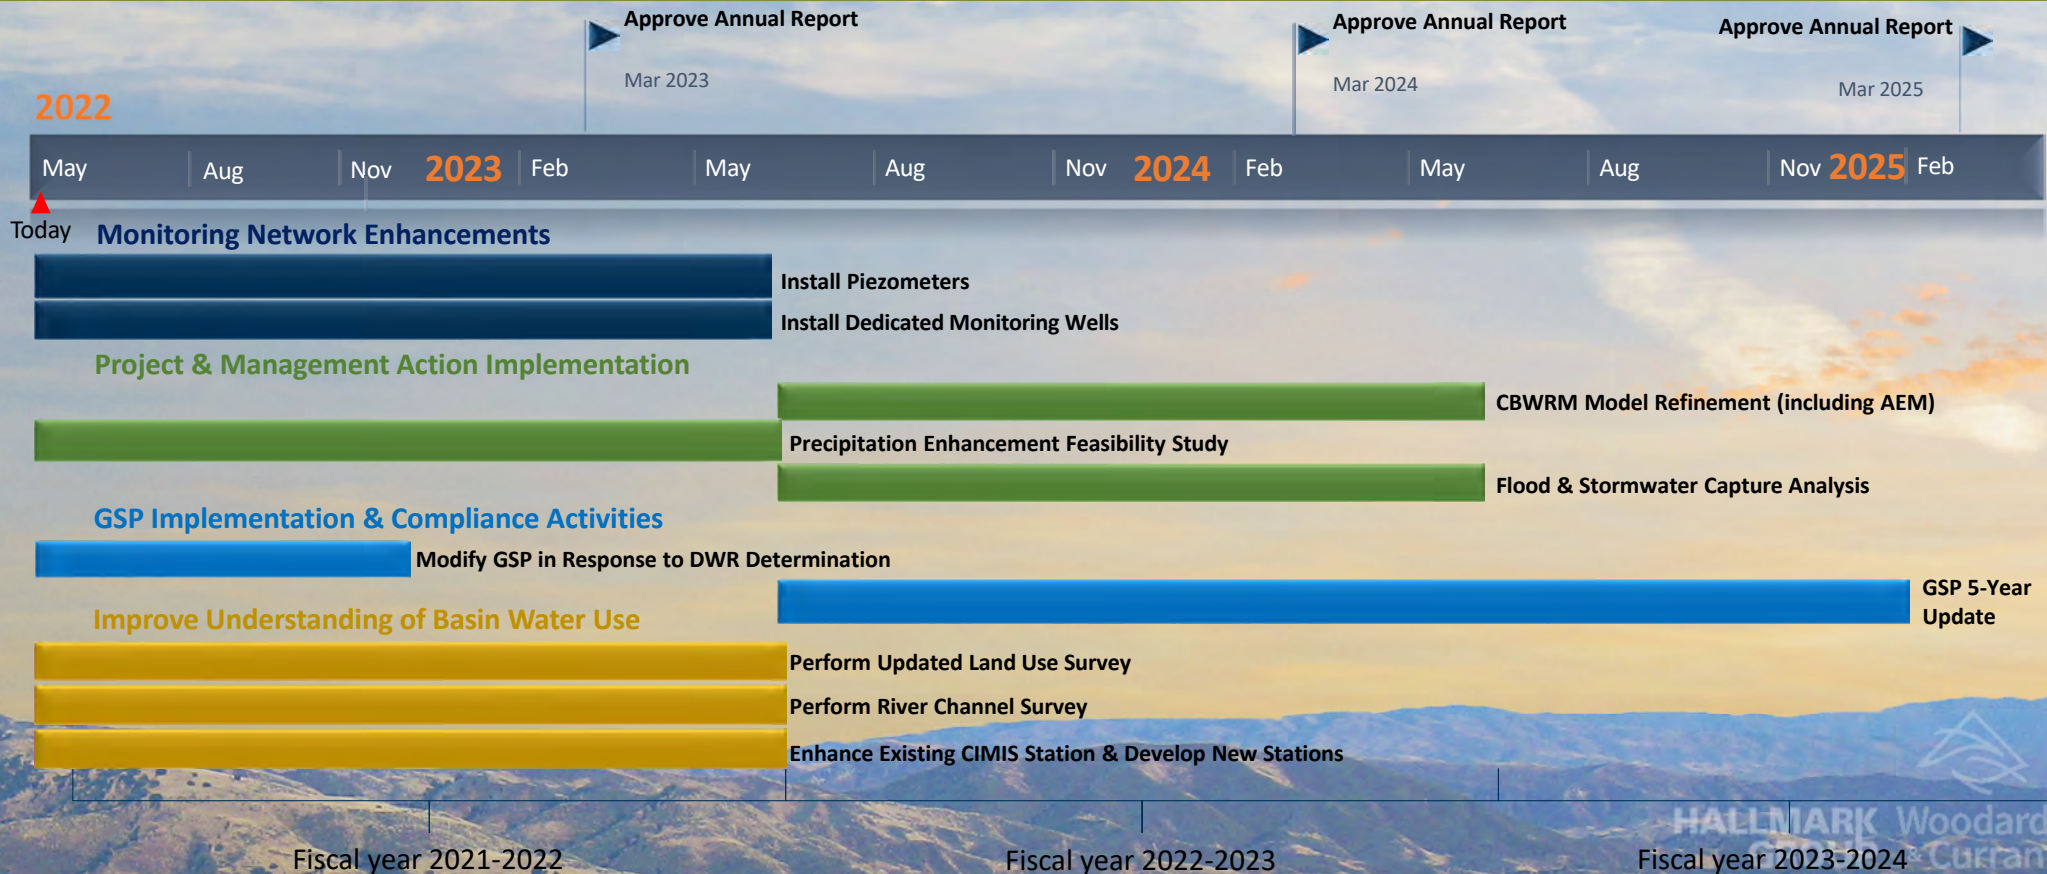 Approve Annual Report
Mar 2023
Approve Annual Report
Mar 2024
Approve Annual Report
Mar 2025
2022
May Aug Nov 2023 Feb May Aug Nov 2024 Feb May Aug Nov 2025 Feb
Today
Monitoring Network Enhancements
Install Piezometers
Install Dedicated Monitoring Wells
Project & Management Action Implementation
CBWRM Model Refinement (including AEM)
Precipitation Enhancement Feasibility Study
Flood & Stormwater Capture Analysis
GSP Implementation & Compliance Activities
Modify GSP in Response to DWR Determination
GSP 5-Year
Update
Improve Understanding of Basin Water Use
Perform Updated Land Use Survey
Perform River Channel Survey
Enhance Existing CIMIS Station & Develop New Stations
Fiscal year 2021-2022
Fiscal year 2022-2023
Fiscal year 2023-2024
HALLMARK
Woodard
& Curran